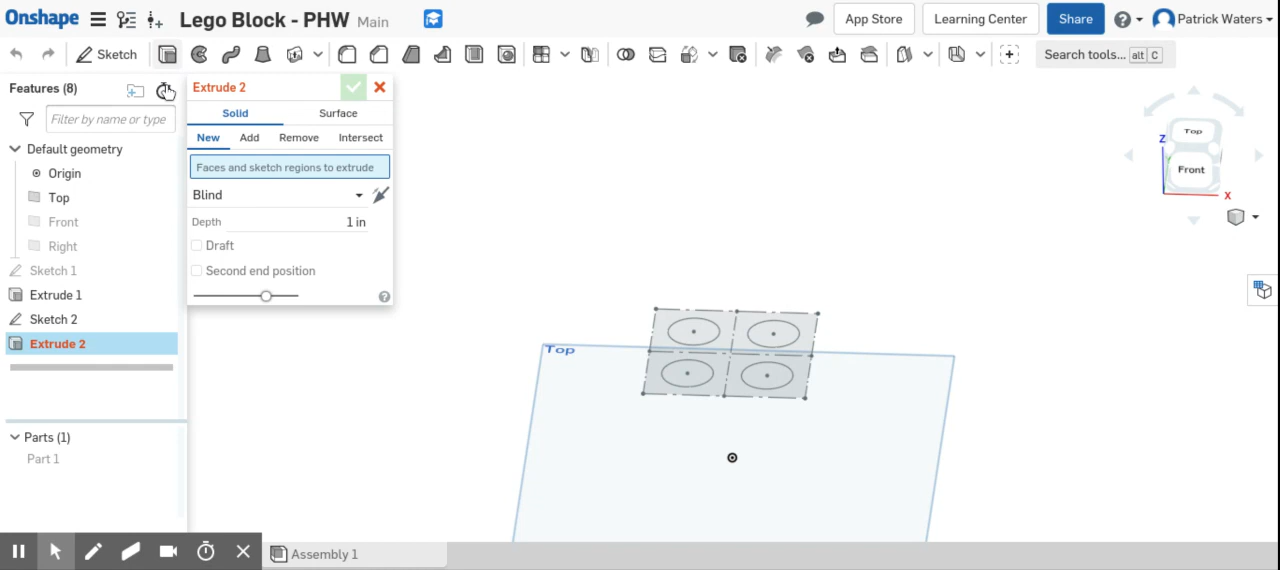 Onshape Lego Block - PHW Main App Store Learning Center Share Patrick Waters
Sketch Search tools... alt C
Features (8)
Filter by name or type
Default geometry
Origin
Top
Front
Right
Sketch 1
Extrude 1
Sketch 2
Extrude 2
Parts (1)
Part 1
Extrude 2
Solid Surface
New Add Remove Intersect
Faces and sketch regions to extrude
Blind
Depth 1 in
Draft
Second end position
Top
Top
Front
Z
X
Assembly 1